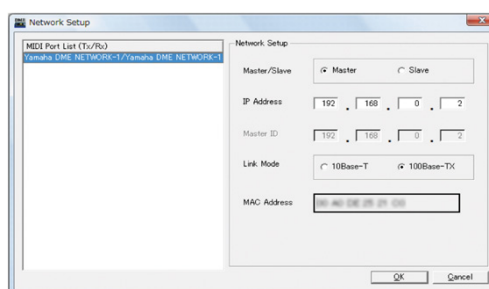 Network Setup
MIDI Port List (Tx/Rx)
Yamaha DME NETWORK-1/Yamaha DME NETWORK-1
Network Setup
Master/Slave Master Slave
IP Address 192 . 168 . 0 . 2
Master ID 192 . 168 . 0 . 2
Link Mode 10Base-T 100Base-TX
MAC Address
OK Cancel